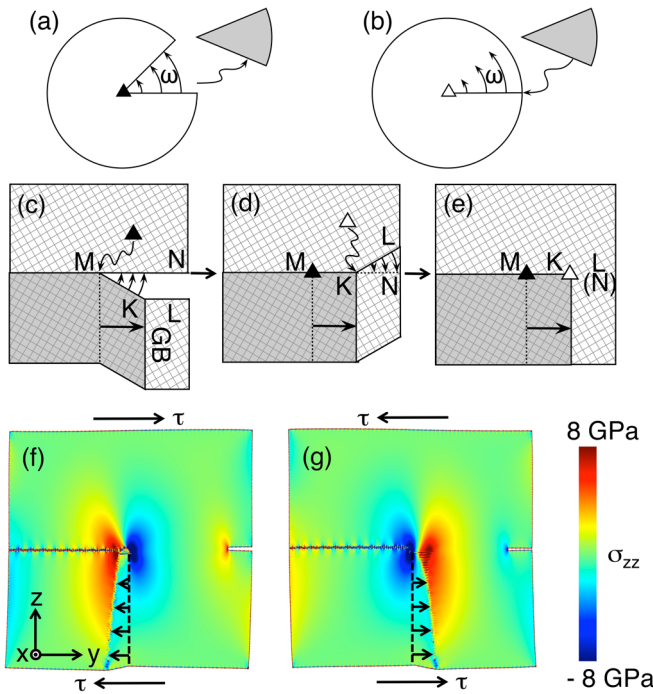 (a)
ω
(b)
ω
(c)
M
N
K
L
GB
(d)
L
M
K
N
(e)
M
K
L
(N)
τ
τ
(f)
(g)
8 GPa
σzz
z
x
y
τ
τ
- 8 GPa